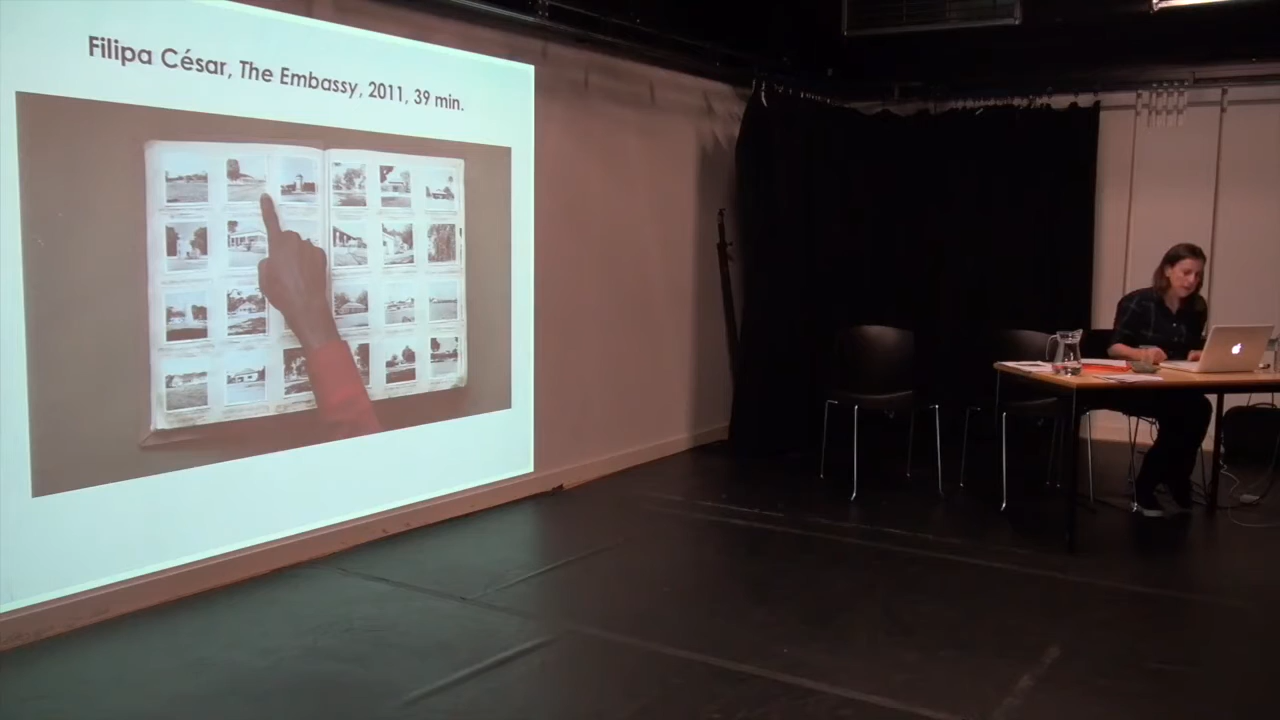 Filipa César, The Embassy, 2011, 39 min.